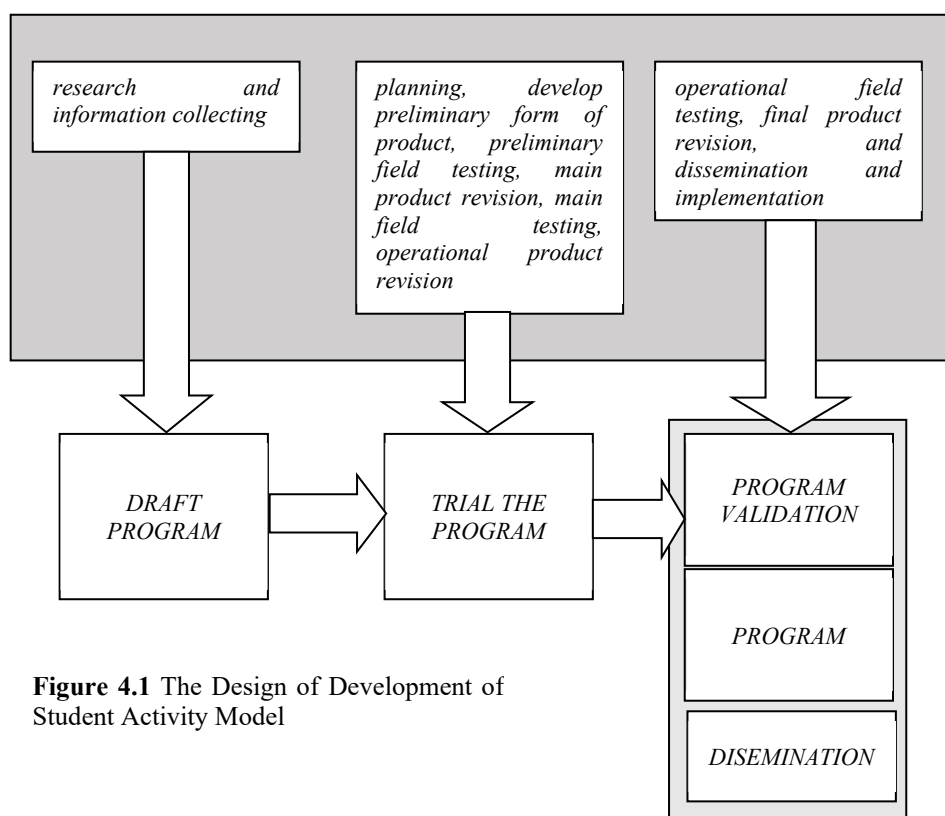 research and
information collecting
planning, develop
preliminary form of
product, preliminary
field testing, main
product revision, main
field testing,
operational product
revision
operational field
testing, final product
revision, and
dissemination and
implementation
DRAFT
PROGRAM
TRIAL THE
PROGRAM
PROGRAM
VALIDATION
PROGRAM
DISEMINATION
Figure 4.1 The Design of Development of
Student Activity Model